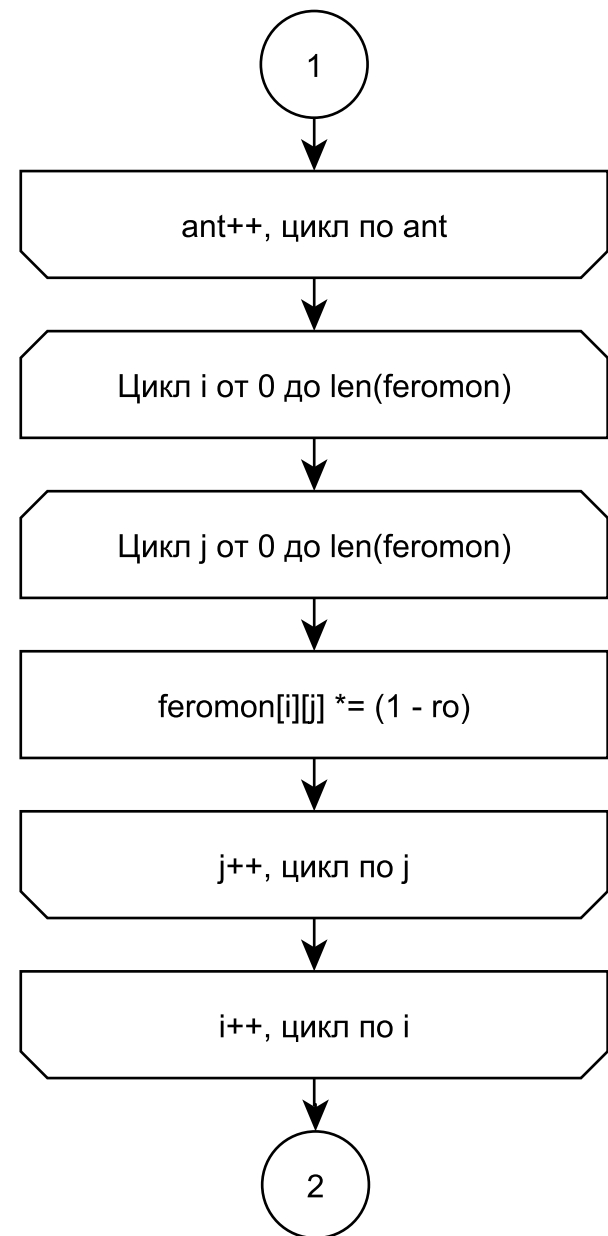 1
ant++, цикл по ant
Цикл i от 0 до len(feromon)
Цикл j от 0 до len(feromon)
feromon[i][j] *= (1 - ro)
j++, цикл по j
i++, цикл по i
2